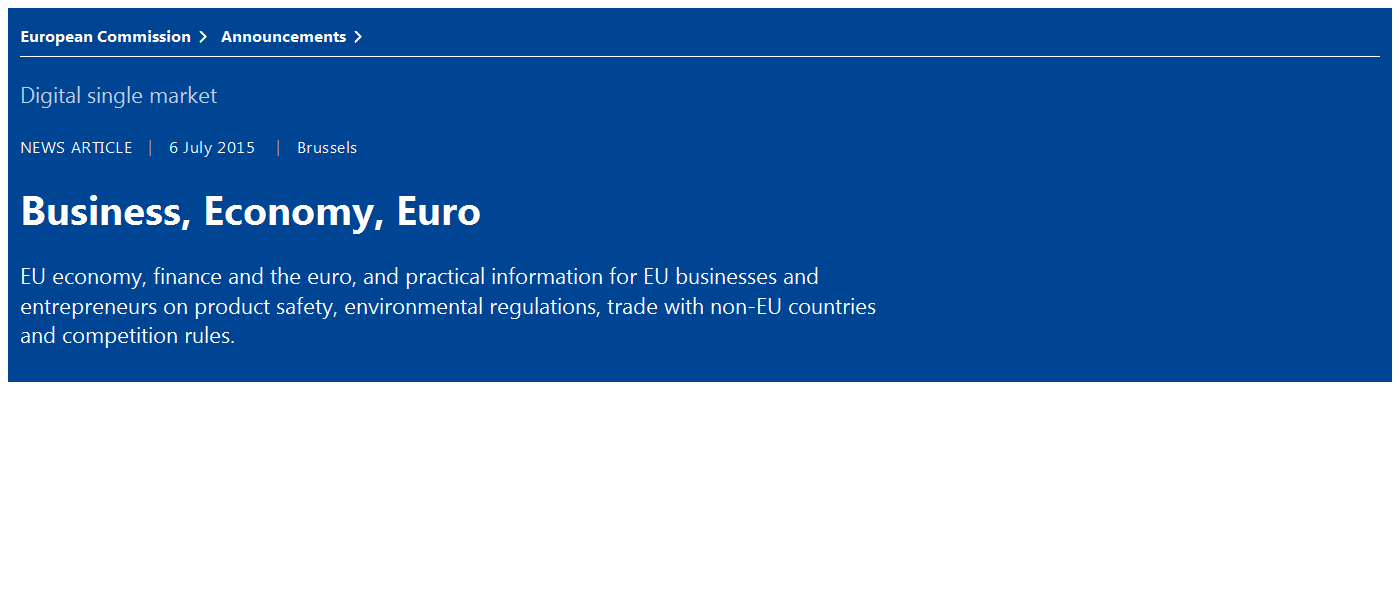 European Commission > Announcements >
Digital single market
NEWS ARTICLE | 6 July 2015 | Brussels
Business, Economy, Euro
EU economy, finance and the euro, and practical information for EU businesses and
entrepreneurs on product safety, environmental regulations, trade with non-EU countries
and competition rules.